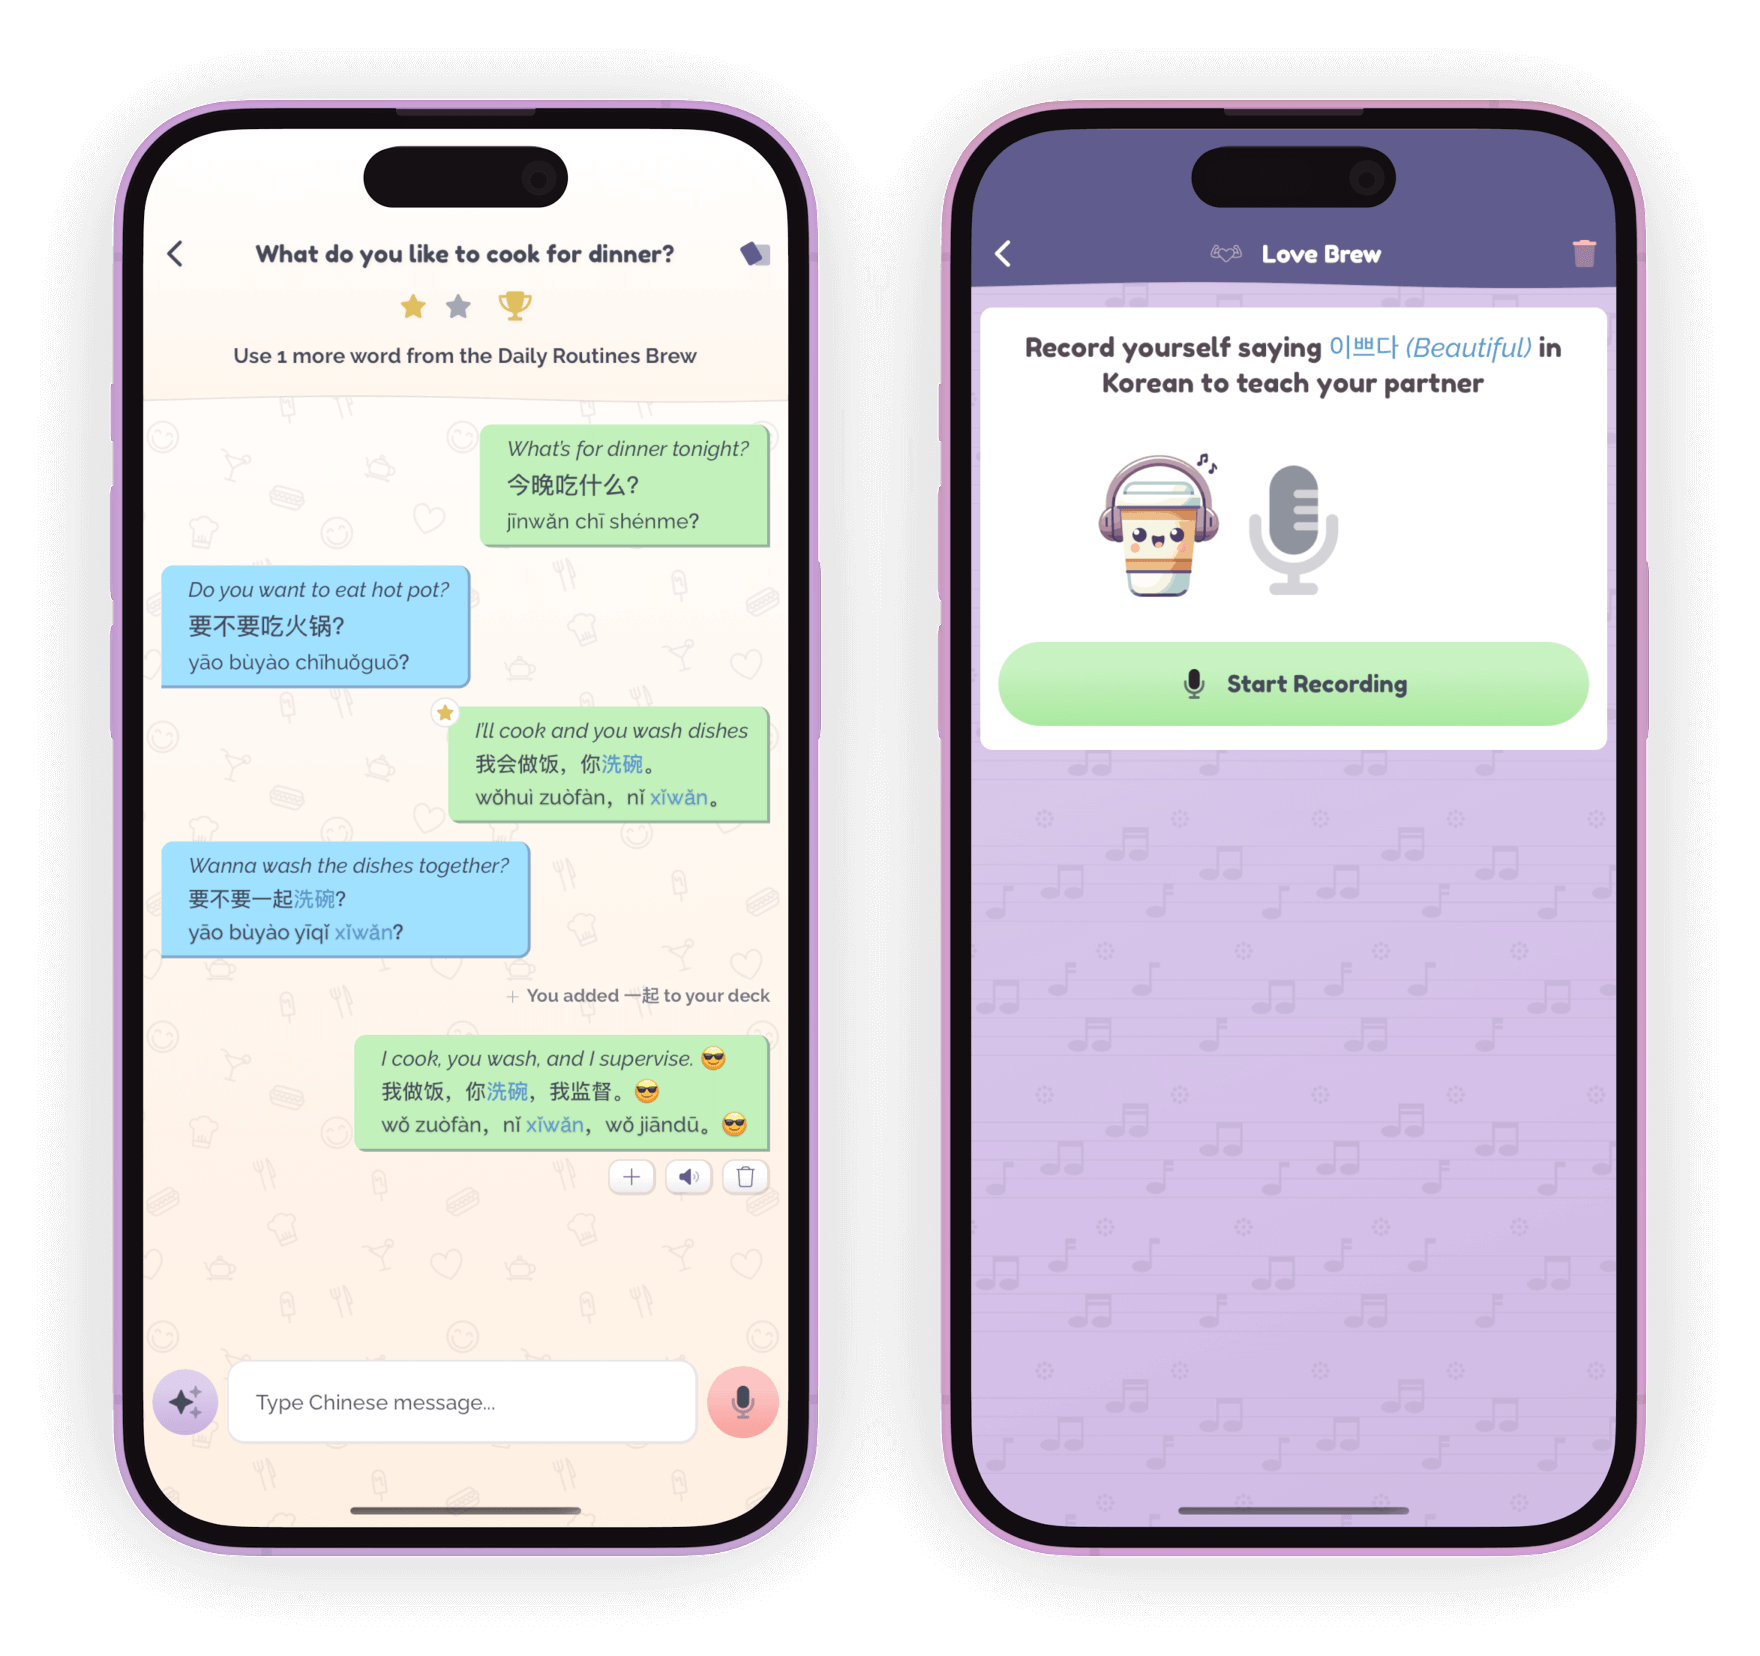 What do you like to cook for dinner?
Use 1 more word from the Daily Routines Brew
What's for dinner tonight?
今晚吃什么?
jīnwǎn chī shénme?
Do you want to eat hot pot?
要不要吃火锅?
yāo bùyào chīhuǒguō?
I'll cook and you wash dishes
我会做饭，你洗碗。
wǒhuì zuòfàn，nǐ xǐwǎn。
Wanna wash the dishes together?
要不要一起洗碗?
yāo bùyào yīqǐ xǐwǎn?
+ You added 一起 to your deck
I cook, you wash, and I supervise. 😎
我做饭，你洗碗，我监督。😎
wǒ zuòfàn，nǐ xǐwǎn，wǒ jiāndū。😎
Type Chinese message...
Love Brew
Record yourself saying 이쁘다 (Beautiful) in
Korean to teach your partner
Start Recording